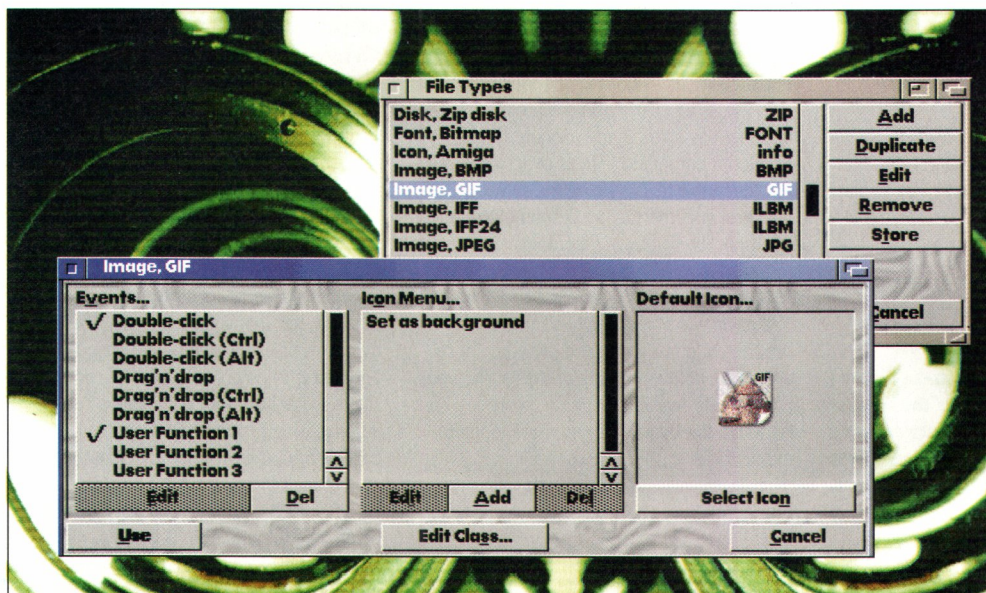 File Types
Disk, Zip disk ZIP
Font, Bitmap FONT
Icon, Amiga info
Image, BMP BMP
Image, GIF GIF
Image, IFF ILBM
Image, IFF24 ILBM
Image, JPEG JPG
Add
Duplicate
Edit
Remove
Store
Cancel
Image, GIF
Events...
Double-click
Double-click (Ctrl)
Double-click (Alt)
Drag'n'drop
Drag'n'drop (Ctrl)
Drag'n'drop (Alt)
User Function 1
User Function 2
User Function 3
Edit Del
Icon Menu...
Set as background
Edit Add Del
Default Icon...
GIF
Select Icon
Use Edit Class... Cancel